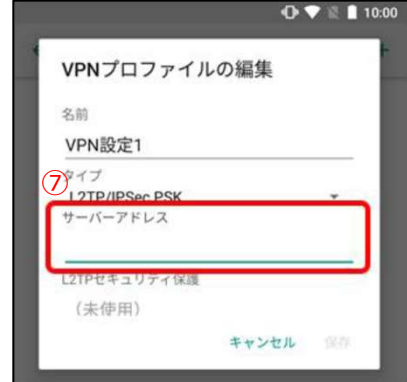 10:00
VPNプロファイルの編集
名前
VPN設定1
⑦
タイプ
L2TP/IPSec PSK
サーバーアドレス
L2TPセキュリティ保護
(未使用)
キャンセル 保存